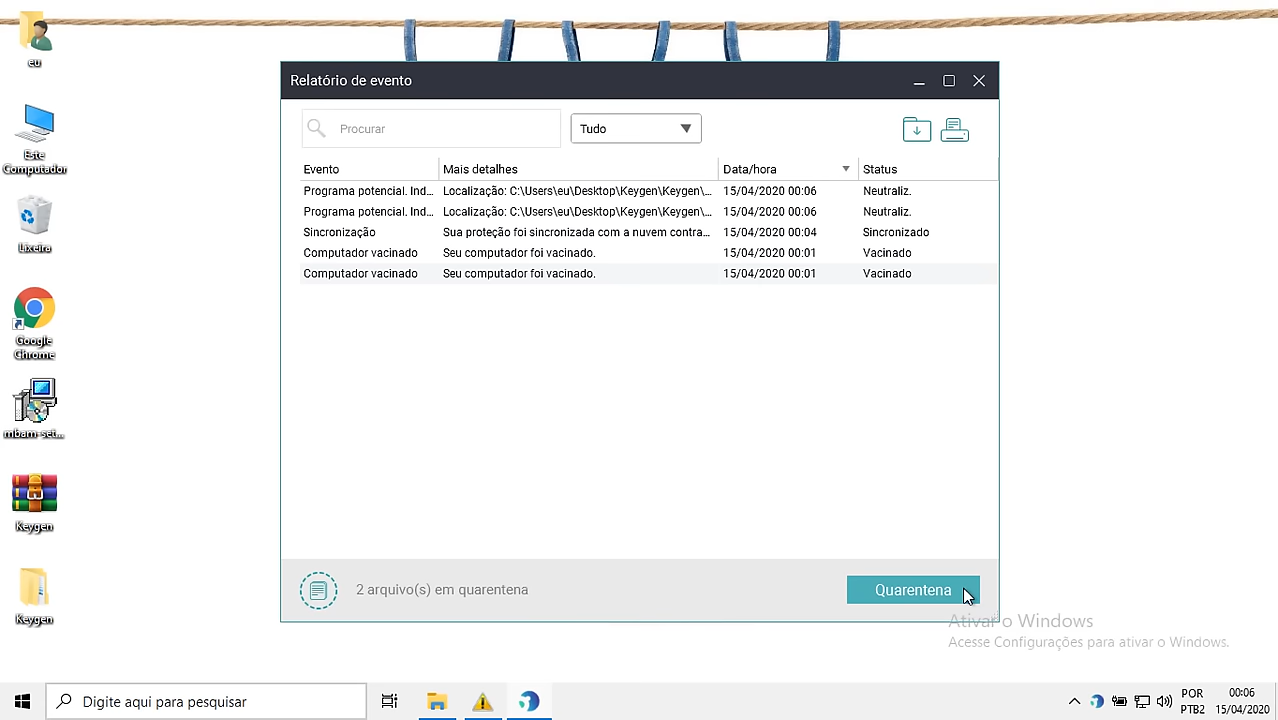 eu
Este
Computador
Lixeira
Google
Chrome
mbam-set...
Keygen
Keygen
Relatório de evento
Procurar
Tudo
Evento Mais detalhes Data/hora Status
Programa potencial. Ind... Localização: C:\Users\eu\Desktop\Keygen\Keygen\... 15/04/2020 00:06 Neutraliz.
Programa potencial. Ind... Localização: C:\Users\eu\Desktop\Keygen\Keygen\... 15/04/2020 00:06 Neutraliz.
Sincronização Sua proteção foi sincronizada com a nuvem contra... 15/04/2020 00:04 Sincronizado
Computador vacinado Seu computador foi vacinado. 15/04/2020 00:01 Vacinado
Computador vacinado Seu computador foi vacinado. 15/04/2020 00:01 Vacinado
2 arquivo(s) em quarentena
Quarentena
Ativar o Windows
Acesse Configurações para ativar o Windows.
Digite aqui para pesquisar
POR
PTB2
00:06
15/04/2020